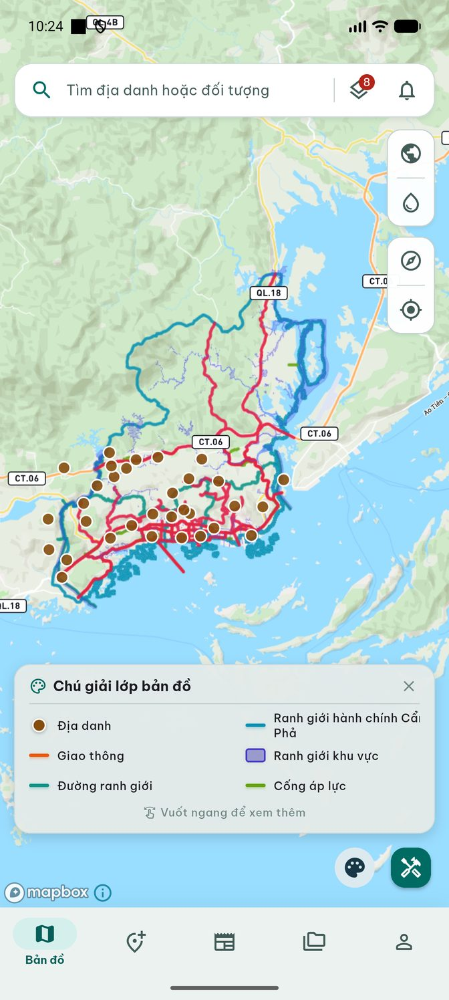 10:24
QL.4B
Tìm địa danh hoặc đối tượng
8
QL.18
CT.0
CT.06
CT.06
CT.06
QL.18
Ao Tiên –
Chú giải lớp bản đồ
Địa danh
Giao thông
Đường ranh giới
Ranh giới hành chính Cẩm
Phả
Ranh giới khu vực
Cống áp lực
Vuốt ngang để xem thêm
mapbox
Bản đồ